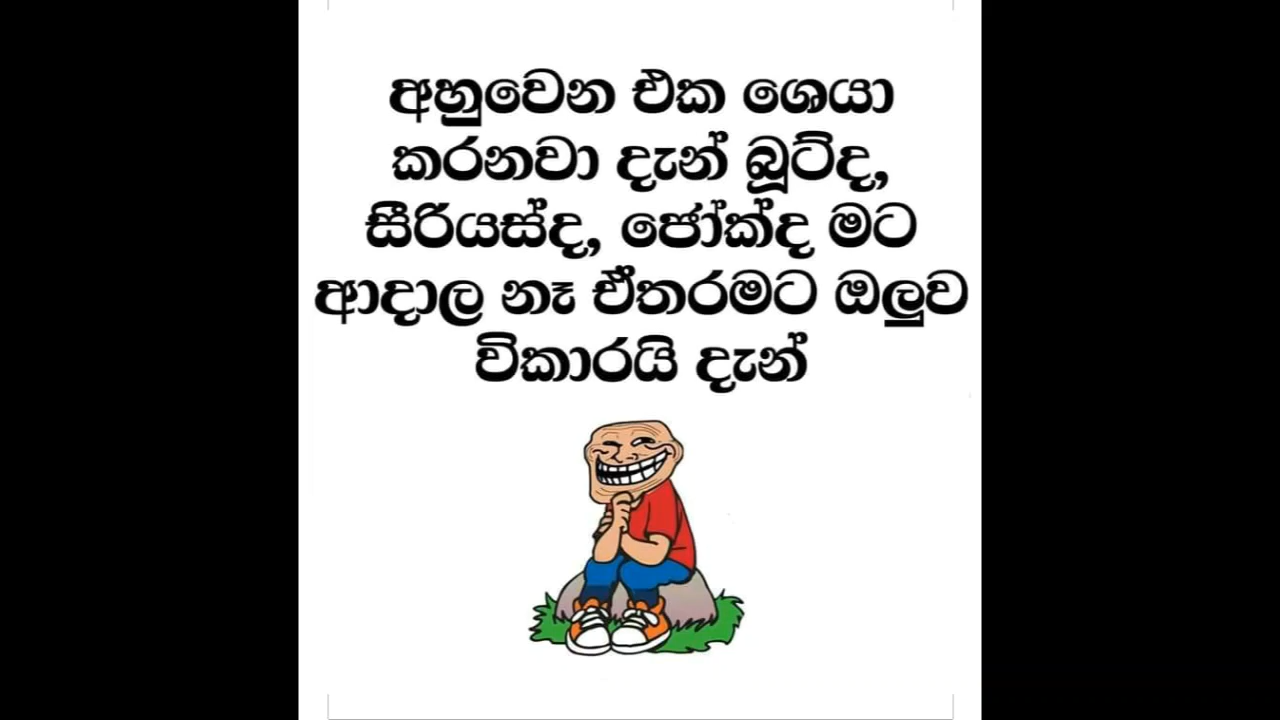 අහුවෙන එක ශෙයා
කරනවා දැන් බූට්ද,
සීරියස්ද, ජෝක්ද මට
ආදාල නෑ ඒතරමට ඔලුව
විකාරයි දැන්